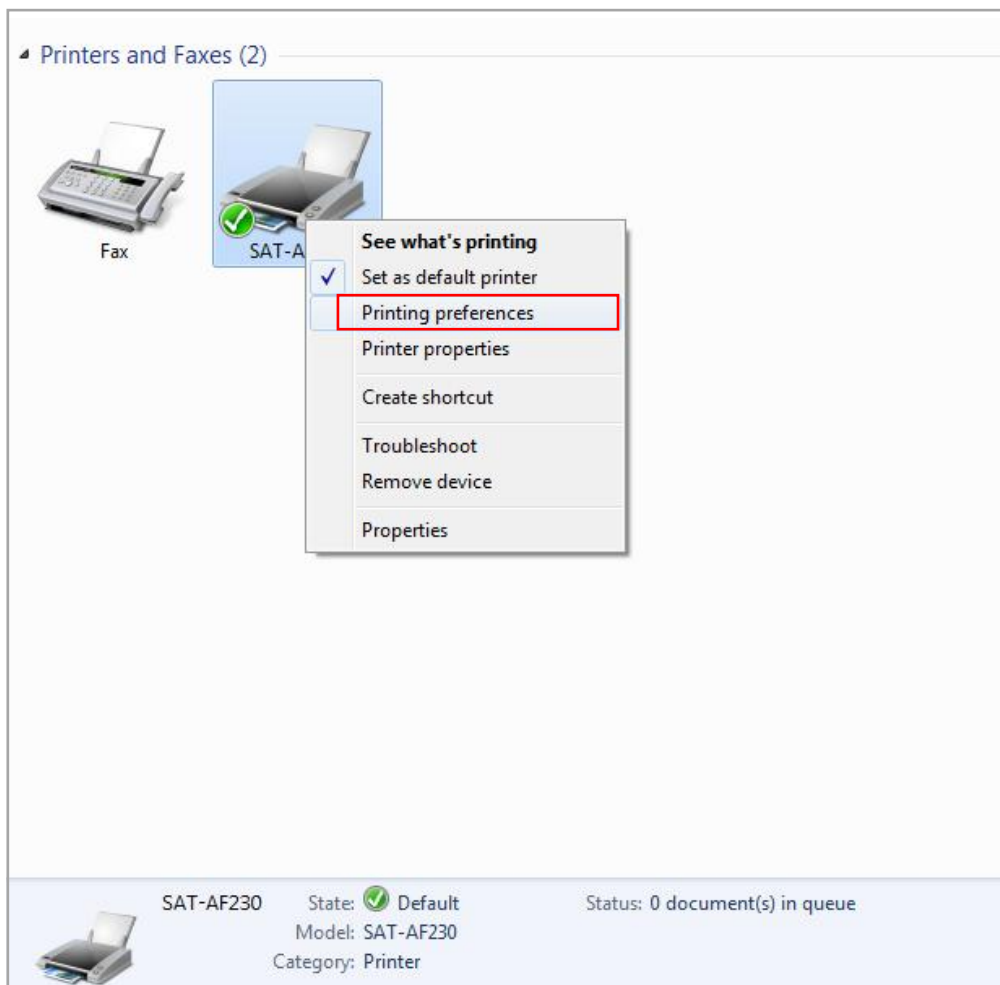 Printers and Faxes (2)
Fax
SAT-A
See what's printing
Set as default printer
Printing preferences
Printer properties
Create shortcut
Troubleshoot
Remove device
Properties
SAT-AF230 State: Default Status: 0 document(s) in queue
Model: SAT-AF230
Category: Printer